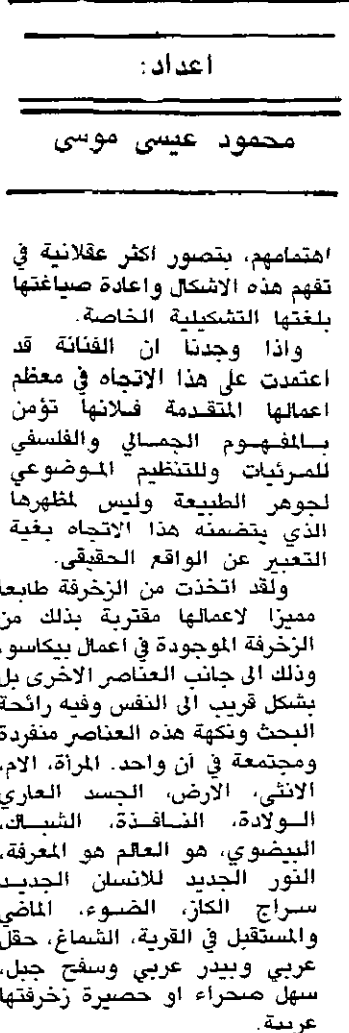 اعداد:
محمود عيسى موسى
اهتمامهم، بتصور اكثر عقلانية في
تفهم هذه الاشكال واعادة صياغتها
بلغتها التشكيلية الخاصة.
واذا وجدنا ان الفنانة قد
اعتمدت على هذا الاتجاه في معظم
اعمالها المتقدمة فلانها تؤمن
بالمفهوم الجمالي والفلسفي
للمرئيات وللتنظيم الموضوعي
لجوهر الطبيعة وليس لمظهرها
الذي يتضمنه هذا الاتجاه بغية
التعبير عن الواقع الحقيقي.
ولقد اتخذت من الزخرفة طابعا
مميزا لاعمالها مقتربة بذلك من
الزخرفة الموجودة في اعمال بيكاسو،
وذلك الى جانب العناصر الاخرى بل
بشكل قريب الى النفس وفيه رائحة
البحث ونكهة هذه العناصر منفردة
ومجتمعة في آن واحد. المرأة، الام،
الانثى، الارض، الجسد العاري
الولادة، النافذة، الشباك،
البيضوي، هو العالم هو المعرفة،
النور الجديد للانسان الجديد
سراج الكاز، الضوء، الماضي
والمستقبل في القرية، الشماغ، حقل
عربي وبيدر عربي وسفح جبل،
سهل صحراء او حصيرة زخرفتها
عربية.